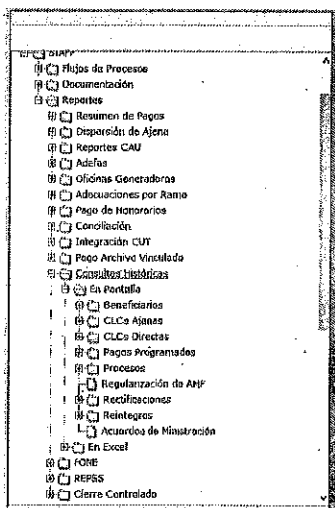 SIAFF
Flujos de Procesos
Documentación
Reportes
Resumen de Pagos
Dispersión de Ajena
Reportes CAU
Adefas
Oficinas Generadoras
Adecuaciones por Ramo
Pago de Honorarios
Conciliación
Integración CUT
Pago Archivo Vinculado
Consultas Históricas
En Pantalla
Beneficiarios
CLCs Ajenas
CLCs Directas
Pagos Programados
Procesos
Regularización de AMF
Rectificaciones
Reintegros
Acuerdos de Ministración
En Excel
FONE
REPSS
Cierre Controlado